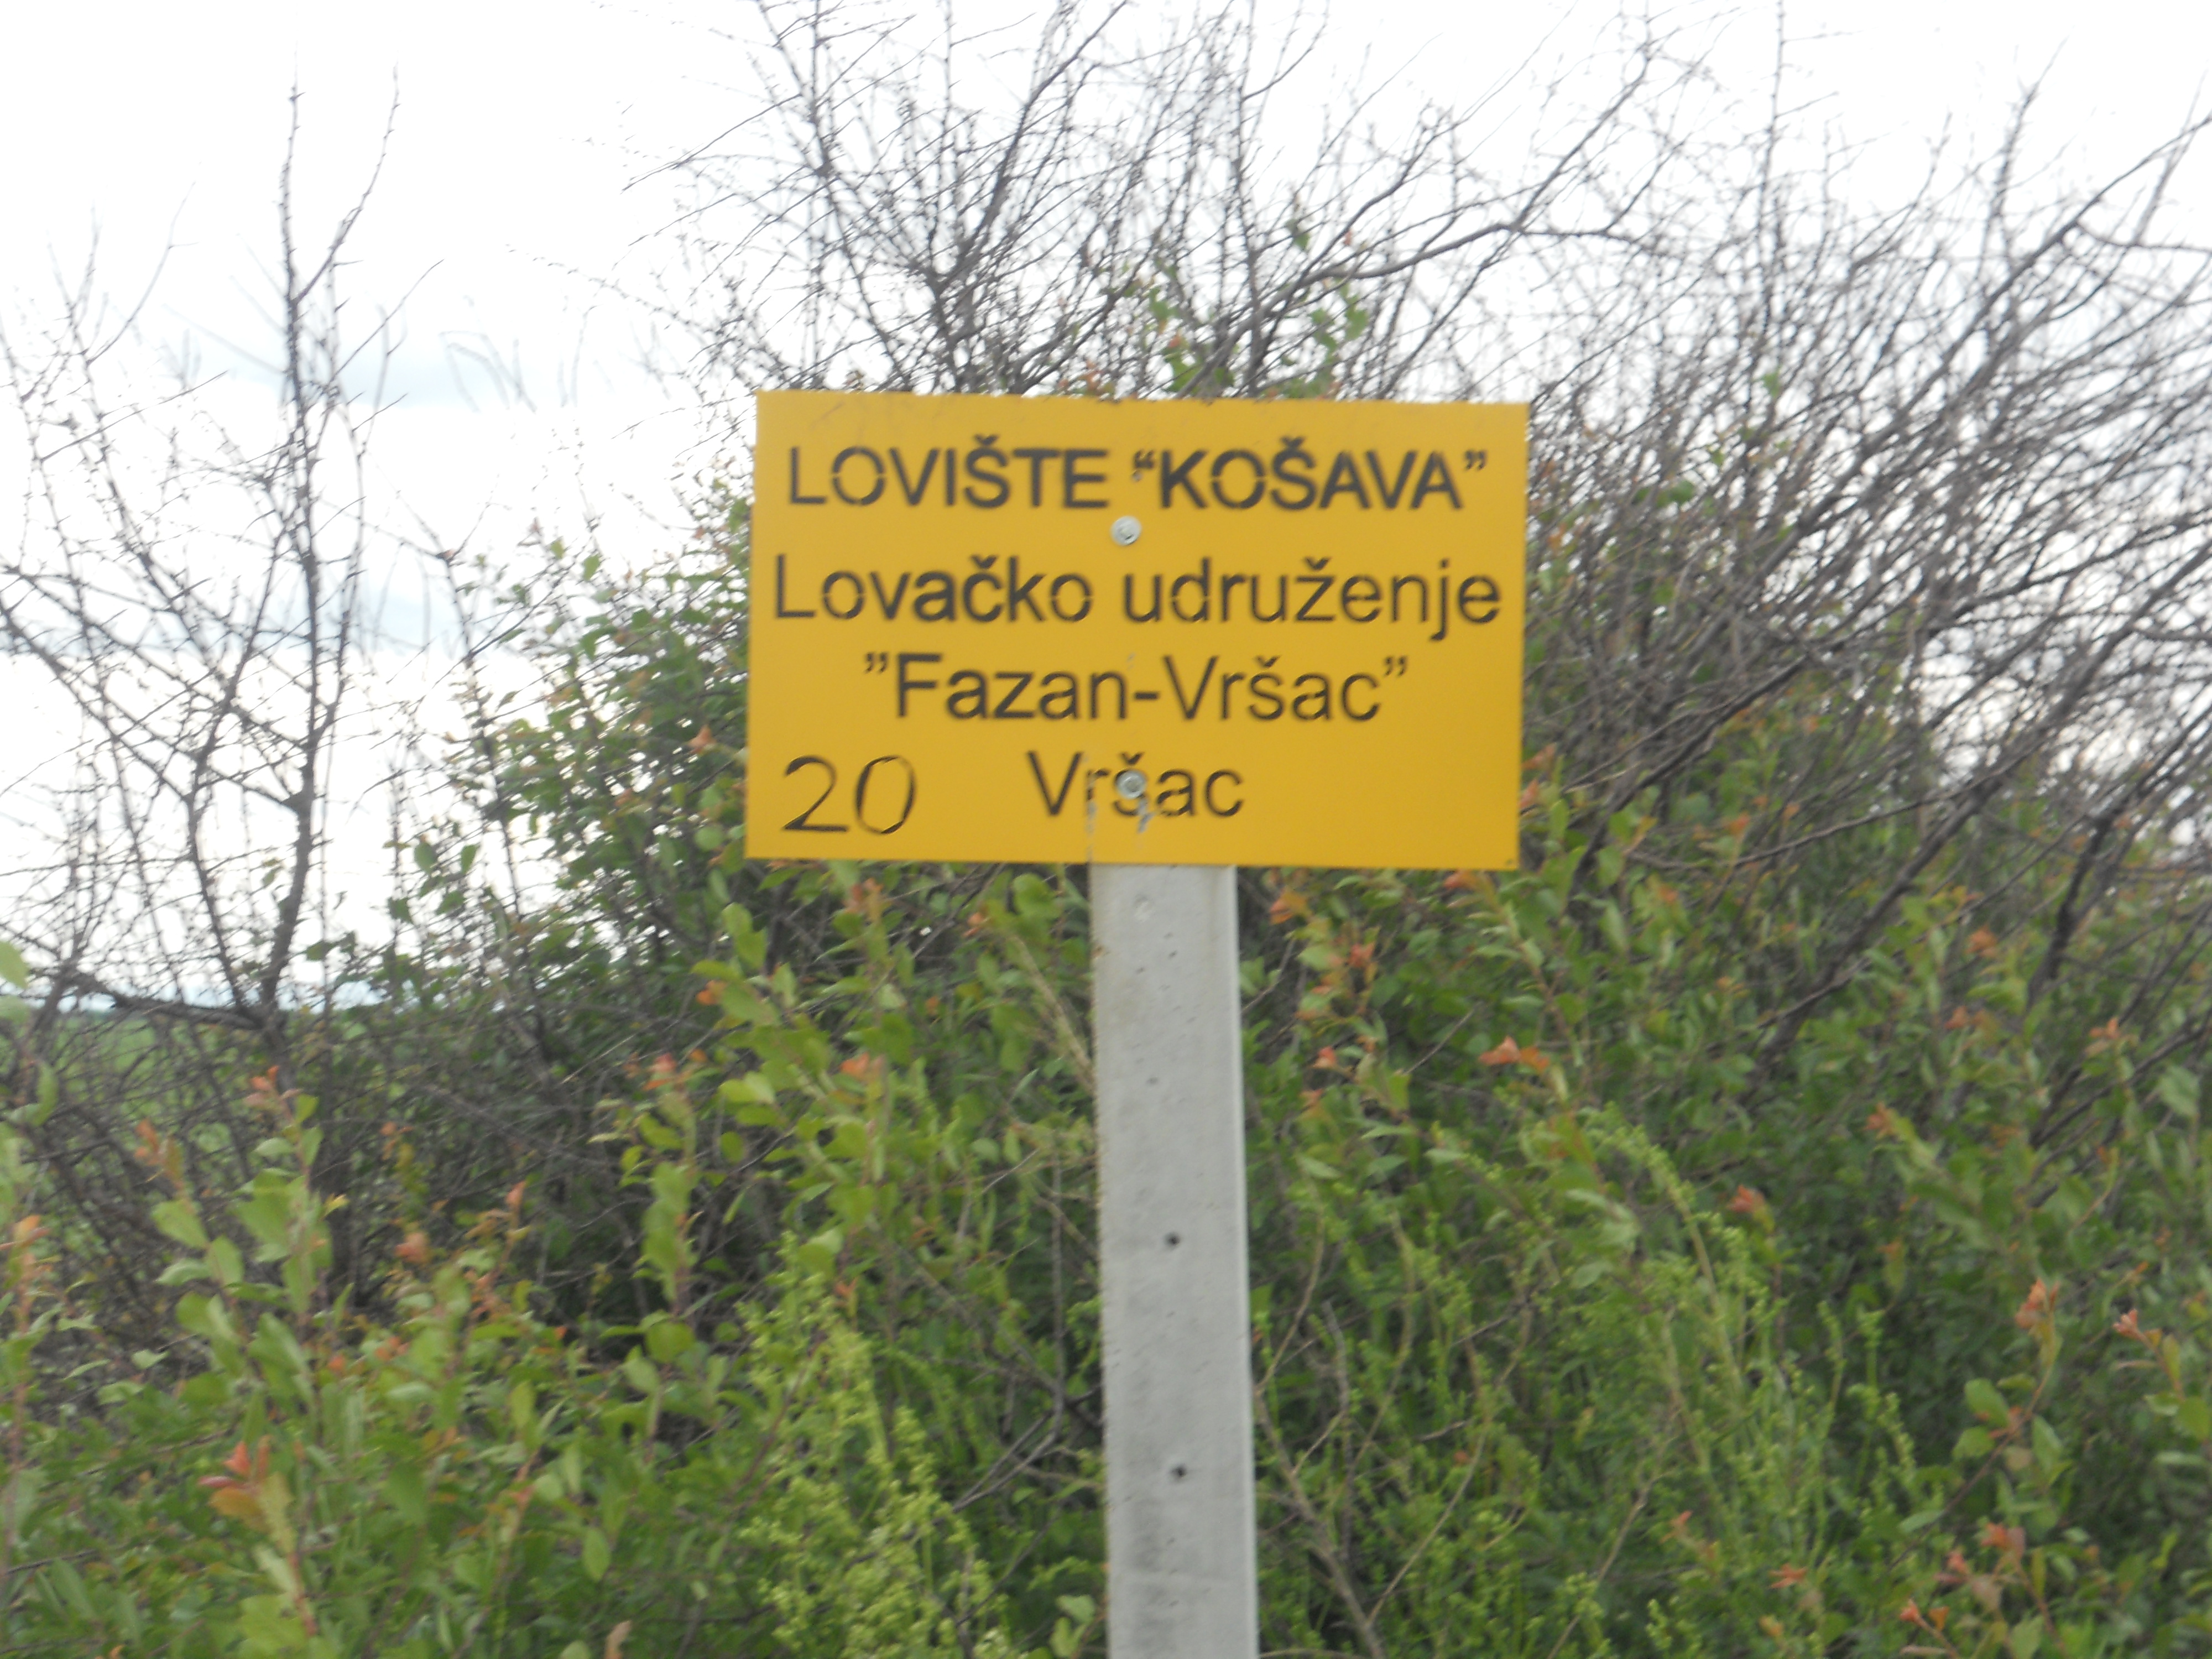 LOVIŠTE “KOŠAVA”
Lovačko udruženje
”Fazan-Vršac”
20 Vršac